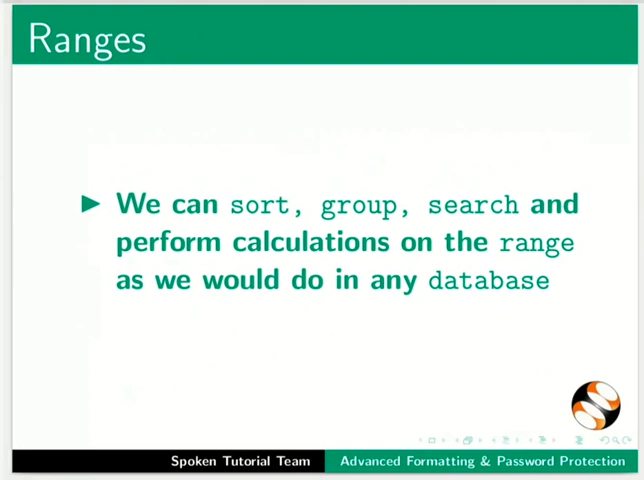 Ranges
We can sort, group, search and
perform calculations on the range
as we would do in any database
Spoken Tutorial Team
Advanced Formatting & Password Protection